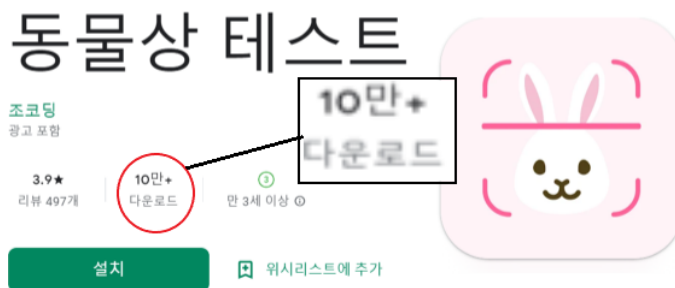 동물상 테스트
조코딩
광고 포함
3.9★
리뷰 497개
10만+
다운로드
3
만 3세 이상 ⓘ
10만+
다운로드
설치
위시리스트에 추가